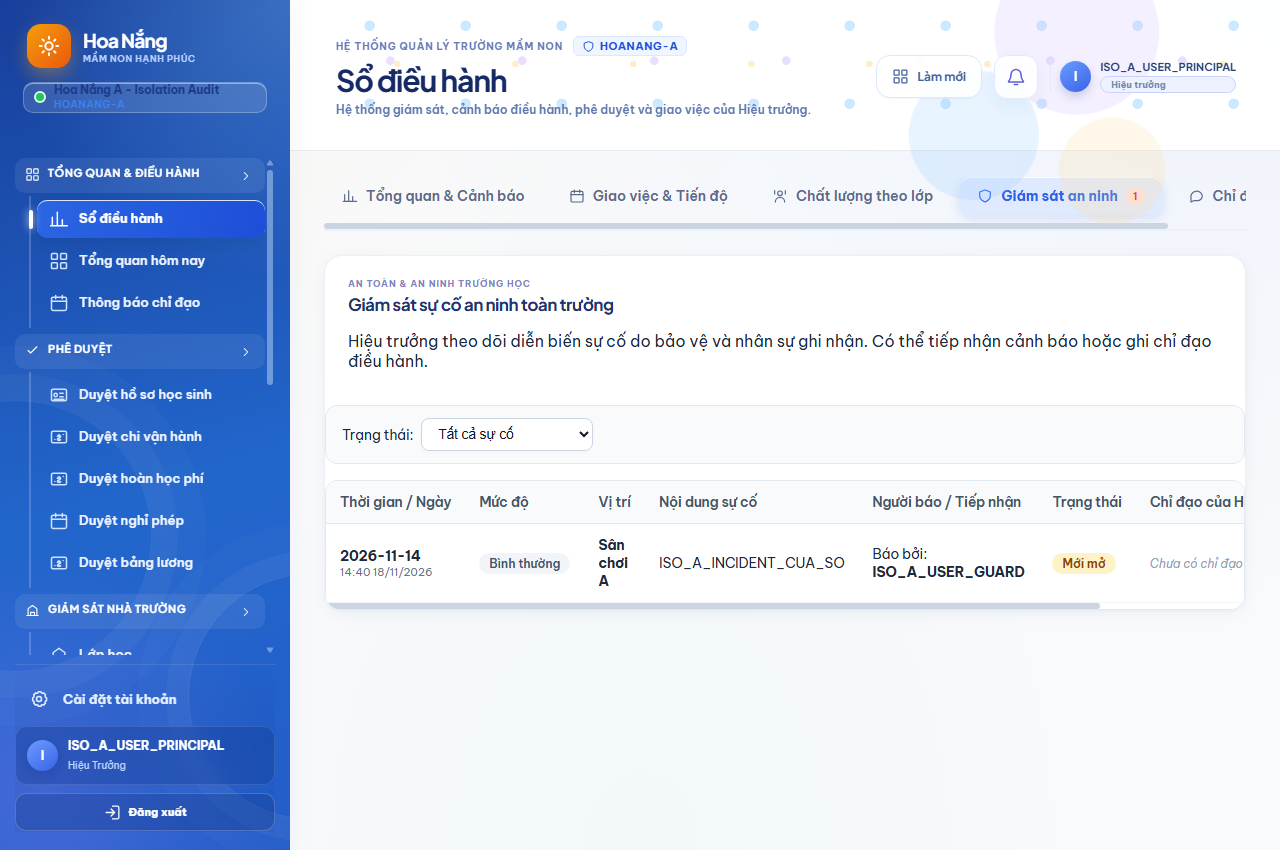 Hoa Nắng
MẦM NON HẠNH PHÚC
Hoa Nắng A - Isolation Audit
HOANANG-A
TỔNG QUAN & ĐIỀU HÀNH
Sổ điều hành
Tổng quan hôm nay
Thông báo chỉ đạo
PHÊ DUYỆT
Duyệt hồ sơ học sinh
Duyệt chi vận hành
Duyệt hoàn học phí
Duyệt nghỉ phép
Duyệt bảng lương
GIÁM SÁT NHÀ TRƯỜNG
Lớp học
Cài đặt tài khoản
I
ISO_A_USER_PRINCIPAL
Hiệu Trưởng
Đăng xuất
HỆ THỐNG QUẢN LÝ TRƯỜNG MẦM NON
HOANANG-A
Sổ điều hành
Hệ thống giám sát, cảnh báo điều hành, phê duyệt và giao việc của Hiệu trưởng.
Làm mới
I
ISO_A_USER_PRINCIPAL
Hiệu trưởng
Tổng quan & Cảnh báo
Giao việc & Tiến độ
Chất lượng theo lớp
Giám sát an ninh 1
Chỉ đ
AN TOÀN & AN NINH TRƯỜNG HỌC
Giám sát sự cố an ninh toàn trường
Hiệu trưởng theo dõi diễn biến sự cố do bảo vệ và nhân sự ghi nhận. Có thể tiếp nhận cảnh báo hoặc ghi chỉ đạo
điều hành.
Trạng thái: Tất cả sự cố
Thời gian / Ngày Mức độ Vị trí Nội dung sự cố Người báo / Tiếp nhận Trạng thái Chỉ đạo của H
2026-11-14
14:40 18/11/2026
Bình thường
Sân
chơi
A
ISO_A_INCIDENT_CUA_SO
Báo bởi:
ISO_A_USER_GUARD
Mới mở
Chưa có chỉ đạo